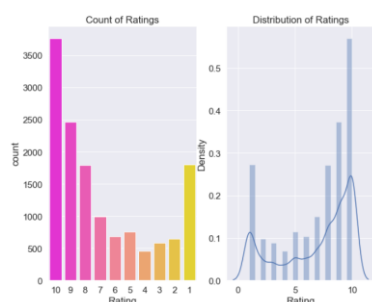 Count of Ratings
3500
3000
2500
2000
1500
1000
500
0
count
10 9 8 7 6 5 4 3 2 1
Rating
Distribution of Ratings
0.5
0.4
0.3
0.2
0.1
0.0
Density
0 5 10
Rating